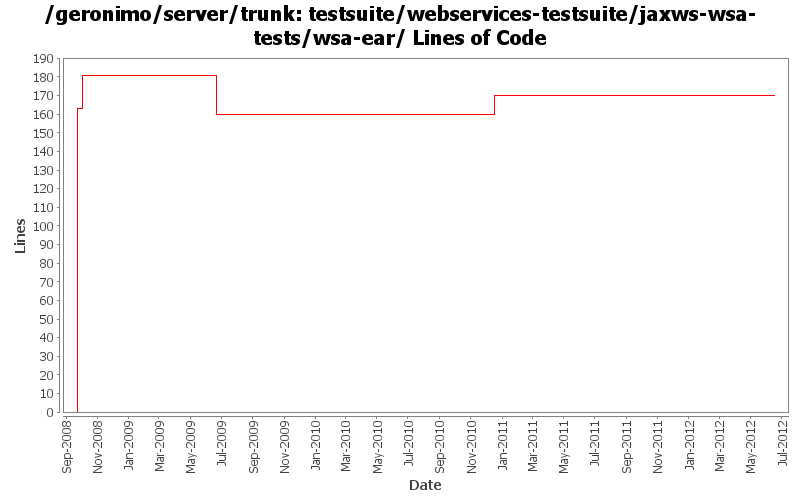 /geronimo/server/trunk: testsuite/webservices-testsuite/jaxws-wsa-
tests/wsa-ear/ Lines of Code
190
180
170
160
150
140
130
120
110
100
90
80
70
60
50
40
30
20
10
0
Lines
Sep-2008
Nov-2008
Jan-2009
Mar-2009
May-2009
Jul-2009
Sep-2009
Nov-2009
Jan-2010
Mar-2010
May-2010
Jul-2010
Sep-2010
Nov-2010
Jan-2011
Mar-2011
May-2011
Jul-2011
Sep-2011
Nov-2011
Jan-2012
Mar-2012
May-2012
Jul-2012
Date